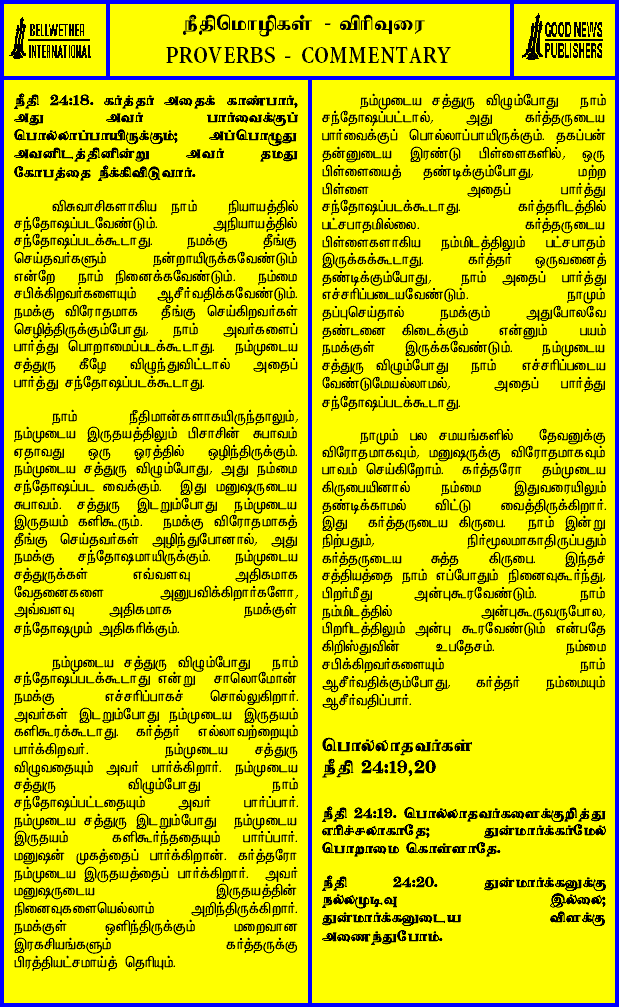 BELLWETHER
INTERNATIONAL
நீதிமொழிகள் - விரிவுரை
PROVERBS - COMMENTARY
GOOD NEWS
PUBLISHERS
நீதி 24:18. கர்த்தர் அதைக் காண்பார்,
அது அவர் பார்வைக்குப்
பொல்லாப்பாயிருக்கும்; அப்பொழுது
அவனிடத்தினின்று அவர் தமது
கோபத்தை நீக்கிவிடுவார்.
விசுவாசிகளாகிய நாம் நியாயத்தில்
சந்தோஷப்படவேண்டும். அநியாயத்தில்
சந்தோஷப்படக்கூடாது. நமக்கு தீங்கு
செய்தவர்களும் நன்றாயிருக்கவேண்டும்
என்றே நாம் நினைக்கவேண்டும். நம்மை
சபிக்கிறவர்களையும் ஆசீர்வதிக்கவேண்டும்.
நமக்கு விரோதமாக தீங்கு செய்கிறவர்கள்
செழித்திருக்கும்போது, நாம் அவர்களைப்
பார்த்து பொறாமைப்படக்கூடாது. நம்முடைய
சத்துரு கீழே விழுந்துவிட்டால் அதைப்
பார்த்து சந்தோஷப்படக்கூடாது.
நாம் நீதிமான்களாகயிருந்தாலும்,
நம்முடைய இருதயத்திலும் பிசாசின் சுபாவம்
ஏதாவது ஒரு ஓரத்தில் ஒழிந்திருக்கும்.
நம்முடைய சத்துரு விழும்போது, அது நம்மை
சந்தோஷப்பட வைக்கும். இது மனுஷருடைய
சுபாவம். சத்துரு இடறும்போது நம்முடைய
இருதயம் களிகூரும். நமக்கு விரோதமாகத்
தீங்கு செய்தவர்கள் அழிந்துபோனால், அது
நமக்கு சந்தோஷமாயிருக்கும். நம்முடைய
சத்துருக்கள் எவ்வளவு அதிகமாக
வேதனைகளை அனுபவிக்கிறார்களோ,
அவ்வளவு அதிகமாக நமக்குள்
சந்தோஷமும் அதிகரிக்கும்.
நம்முடைய சத்துரு விழும்போது நாம்
சந்தோஷப்படக்கூடாது என்று சாலொமோன்
நமக்கு எச்சரிப்பாகச் சொல்லுகிறார்.
அவர்கள் இடறும்போது நம்முடைய இருதயம்
களிகூரக்கூடாது. கர்த்தர் எல்லாவற்றையும்
பார்க்கிறவர். நம்முடைய சத்துரு
விழுவதையும் அவர் பார்க்கிறார். நம்முடைய
சத்துரு விழும்போது நாம்
சந்தோஷப்பட்டதையும் அவர் பார்ப்பார்.
நம்முடைய சத்துரு இடறும்போது நம்முடைய
இருதயம் களிகூர்ந்ததையும் பார்ப்பார்.
மனுஷன் முகத்தைப் பார்க்கிறான். கர்த்தரோ
நம்முடைய இருதயத்தைப் பார்க்கிறார். அவர்
மனுஷருடைய இருதயத்தின்
நினைவுகளையெல்லாம் அறிந்திருக்கிறார்.
நமக்குள் ஒளிந்திருக்கும் மறைவான
இரகசியங்களும் கர்த்தருக்கு
பிரத்தியட்சமாய்த் தெரியும்.
நம்முடைய சத்துரு விழும்போது நாம்
சந்தோஷப்பட்டால், அது கர்த்தருடைய
பார்வைக்குப் பொல்லாப்பாயிருக்கும். தகப்பன்
தன்னுடைய இரண்டு பிள்ளைகளில், ஒரு
பிள்ளையைத் தண்டிக்கும்போது, மற்ற
பிள்ளை அதைப் பார்த்து
சந்தோஷப்படக்கூடாது. கர்த்தரிடத்தில்
பட்சபாதமில்லை. கர்த்தருடைய
பிள்ளைகளாகிய நம்மிடத்திலும் பட்சபாதம்
இருக்கக்கூடாது. கர்த்தர் ஒருவனைத்
தண்டிக்கும்போது, நாம் அதைப் பார்த்து
எச்சரிப்படையவேண்டும். நாமும்
தப்புசெய்தால் நமக்கும் அதுபோலவே
தண்டனை கிடைக்கும் என்னும் பயம்
நமக்குள் இருக்கவேண்டும். நம்முடைய
சத்துரு விழும்போது நாம் எச்சரிப்படைய
வேண்டுமேயல்லாமல், அதைப் பார்த்து
சந்தோஷப்படக்கூடாது.
நாமும் பல சமயங்களில் தேவனுக்கு
விரோதமாகவும், மனுஷருக்கு விரோதமாகவும்
பாவம் செய்கிறோம். கர்த்தரோ தம்முடைய
கிருபையினால் நம்மை இதுவரையிலும்
தண்டிக்காமல் விட்டு வைத்திருக்கிறார்.
இது கர்த்தருடைய கிருபை. நாம் இன்று
நிற்பதும், நிர்மூலமாகாதிருப்பதும்
கர்த்தருடைய சுத்த கிருபை. இந்தச்
சத்தியத்தை நாம் எப்போதும் நினைவுகூர்ந்து,
பிறர்மீது அன்புகூரவேண்டும். நாம்
நம்மிடத்தில் அன்புகூருவருபோல,
பிறரிடத்திலும் அன்பு கூரவேண்டும் என்பதே
கிறிஸ்துவின் உபதேசம். நம்மை
சபிக்கிறவர்களையும் நாம்
ஆசீர்வதிக்கும்போது, கர்த்தர் நம்மையும்
ஆசீர்வதிப்பார்.
பொல்லாதவர்கள்
நீதி 24:19,20
நீதி 24:19. பொல்லாதவர்களைக்குறித்து
எரிச்சலாகாதே; துன்மார்க்கர்மேல்
பொறாமை கொள்ளாதே.
நீதி 24:20. துன்மார்க்கனுக்கு
நல்லமுடிவு இல்லை;
துன்மார்க்கனுடைய விளக்கு
அணைந்துபோம்.